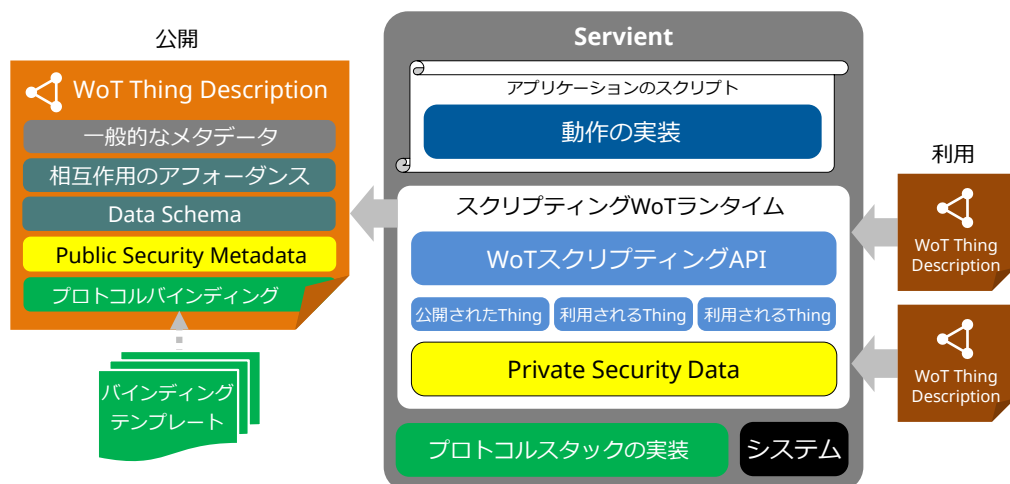 公開
WoT Thing Description
一般的なメタデータ
相互作用のアフォーダンス
Data Schema
Public Security Metadata
プロトコルバインディング
バインディング
テンプレート
Servient
アプリケーションのスクリプト
動作の実装
スクリプティングWoTランタイム
WoTスクリプティングAPI
公開されたThing
利用されるThing
利用されるThing
Private Security Data
プロトコルスタックの実装
システム
利用
WoT Thing
Description
WoT Thing
Description